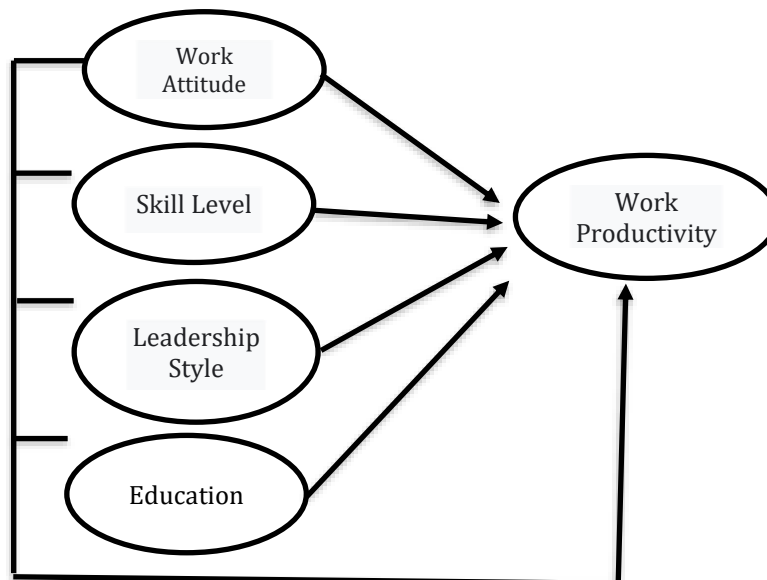 Work
Attitude
Skill Level
Leadership
Style
Education
Work
Productivity